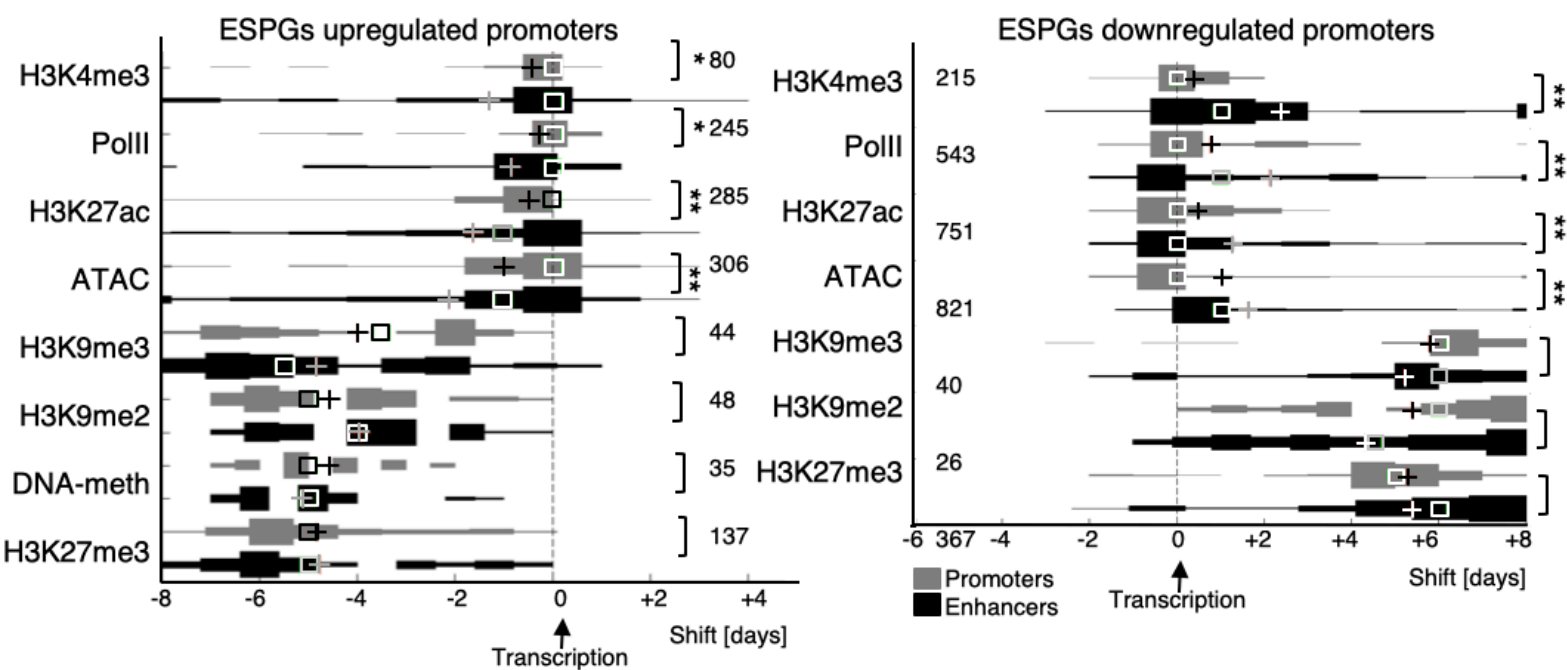 ESPGs upregulated promoters
H3K4me3
* 80
PolII
* 245
H3K27ac
** 285
ATAC
** 306
H3K9me3
44
H3K9me2
48
DNA-meth
35
H3K27me3
137
-8 -6 -4 -2 0 +2 +4
Shift [days]
Transcription
ESPGs downregulated promoters
H3K4me3 215
**
PolII 543
**
H3K27ac
751
**
ATAC
821
**
H3K9me3
40
H3K9me2
26
H3K27me3
-6 367 -4 -2 0 +2 +4 +6 +8
Promoters
Enhancers
Shift [days]
Transcription